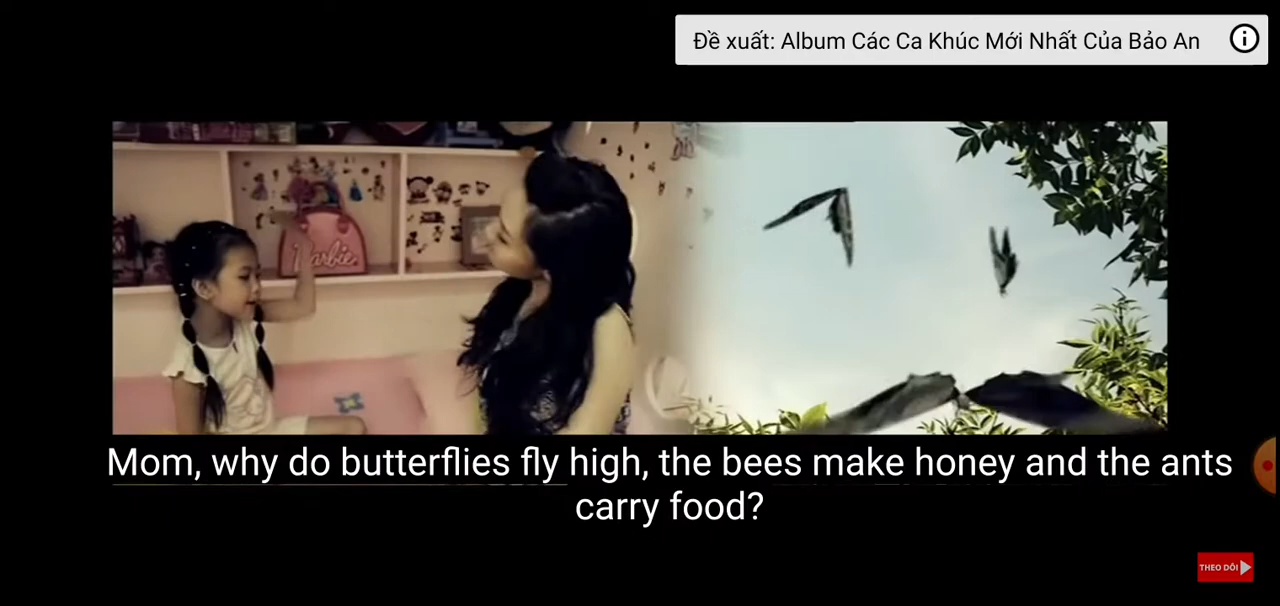 Đề xuất: Album Các Ca Khúc Mới Nhất Của Bảo An
Barbie
Mom, why do butterflies fly high, the bees make honey and the ants
carry food?
THEO DÕI